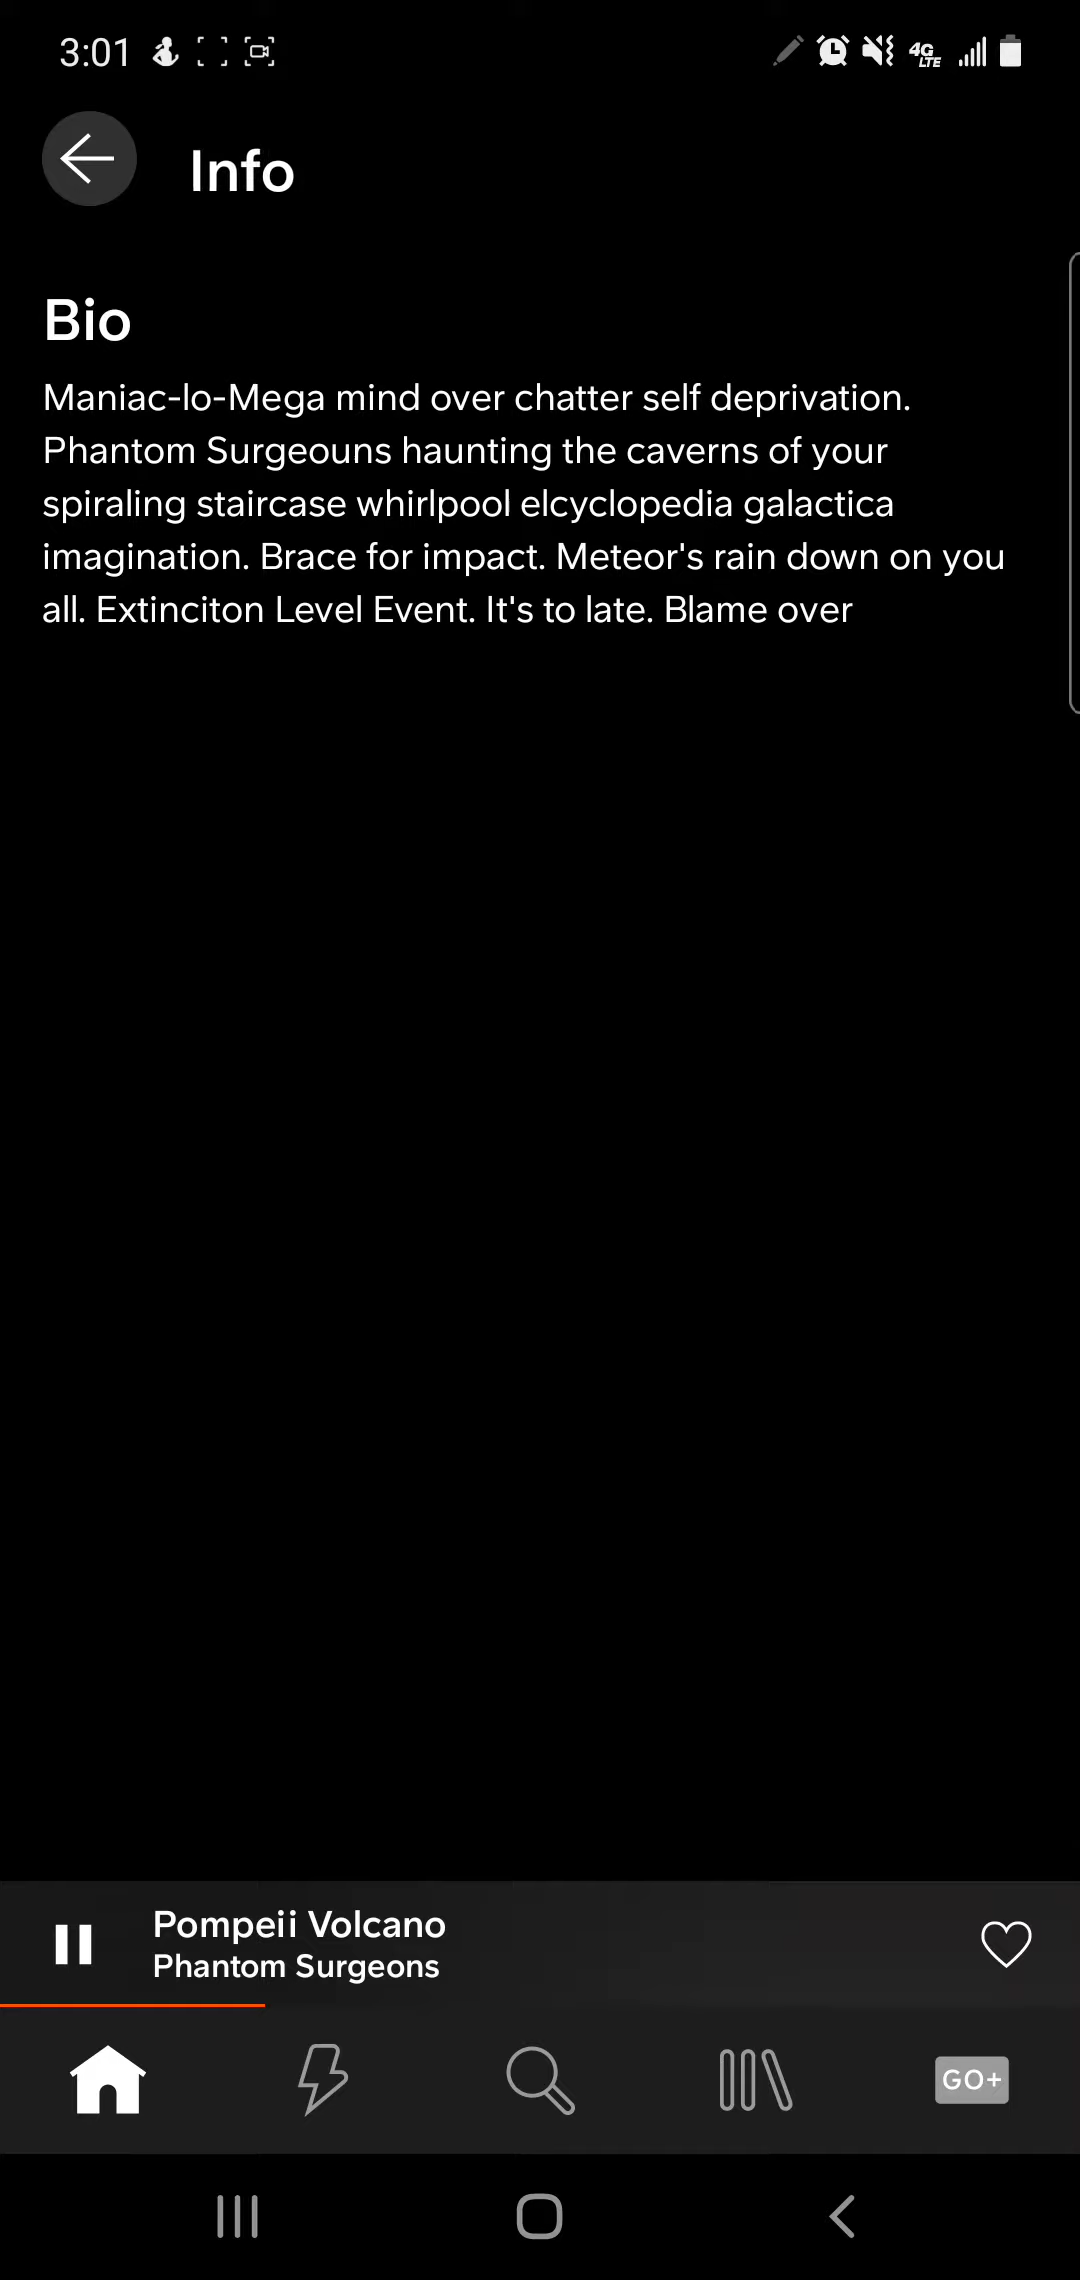 3:01
4G LTE
Info
Bio
Maniac-lo-Mega mind over chatter self deprivation.
Phantom Surgeouns haunting the caverns of your
spiraling staircase whirlpool elcyclopedia galactica
imagination. Brace for impact. Meteor's rain down on you
all. Extinciton Level Event. It's to late. Blame over
Pompeii Volcano
Phantom Surgeons
GO+